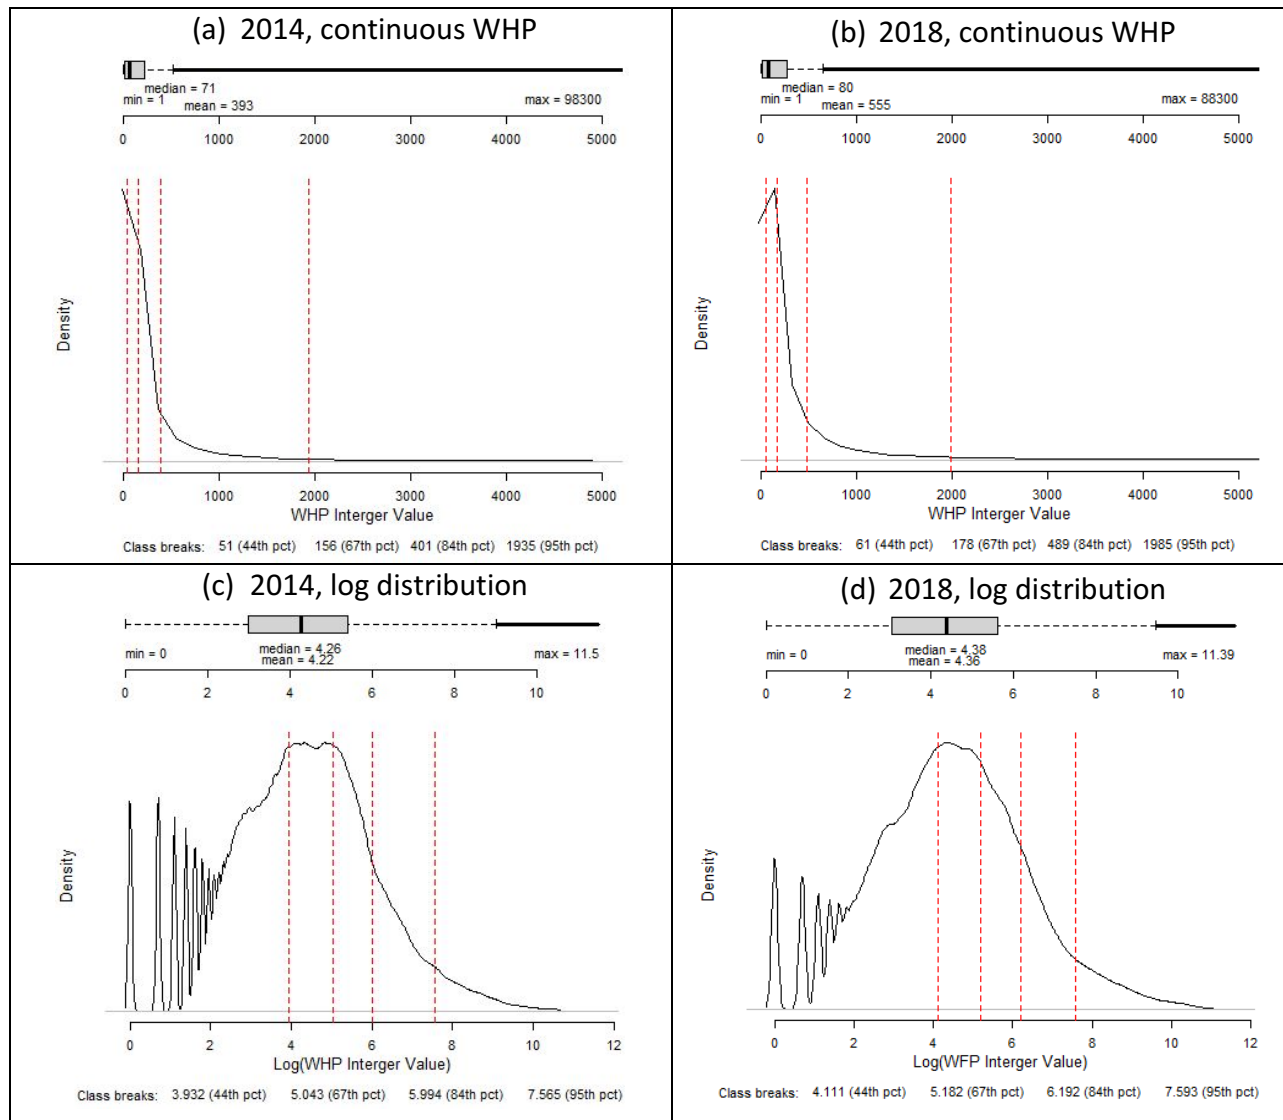 (a) 2014, continuous WHP
median = 71
min = 1
max = 98300
mean = 393
0 1000 2000 3000 4000 5000
Density
0 1000 2000 3000 4000 5000
WHP Interger Value
Class breaks: 51 (44th pct) 156 (67th pct) 401 (84th pct) 1935 (95th pct)
(b) 2018, continuous WHP
median = 80
min = 1
max = 88300
mean = 555
0 1000 2000 3000 4000 5000
Density
0 1000 2000 3000 4000 5000
WHP Interger Value
Class breaks: 61 (44th pct) 178 (67th pct) 489 (84th pct) 1985 (95th pct)
(c) 2014, log distribution
median = 4.26
min = 0
max = 11.5
mean = 4.22
0 2 4 6 8 10
Density
0 2 4 6 8 10 12
Log(WHP Interger Value)
Class breaks: 3.932 (44th pct) 5.043 (67th pct) 5.994 (84th pct) 7.565 (95th pct)
(d) 2018, log distribution
median = 4.38
min = 0
max = 11.39
mean = 4.36
0 2 4 6 8 10
Density
0 2 4 6 8 10 12
Log(WFP Interger Value)
Class breaks: 4.111 (44th pct) 5.182 (67th pct) 6.192 (84th pct) 7.593 (95th pct)